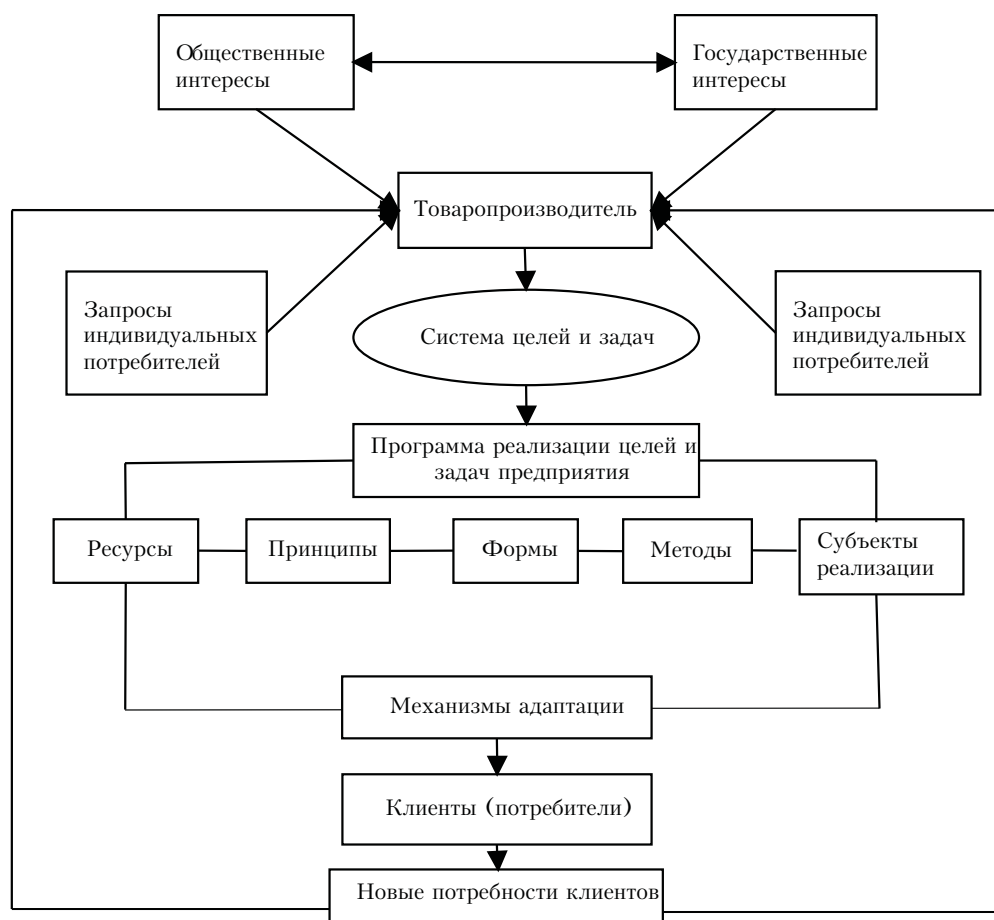 Общественные
интересы
Государственные
интересы
Товаропроизводитель
Запросы
индивидуальных
потребителей
Система целей и задач
Запросы
индивидуальных
потребителей
Программа реализации целей и
задач предприятия
Ресурсы
Принципы
Формы
Методы
Субъекты
реализации
Механизмы адаптации
Клиенты (потребители)
Новые потребности клиентов